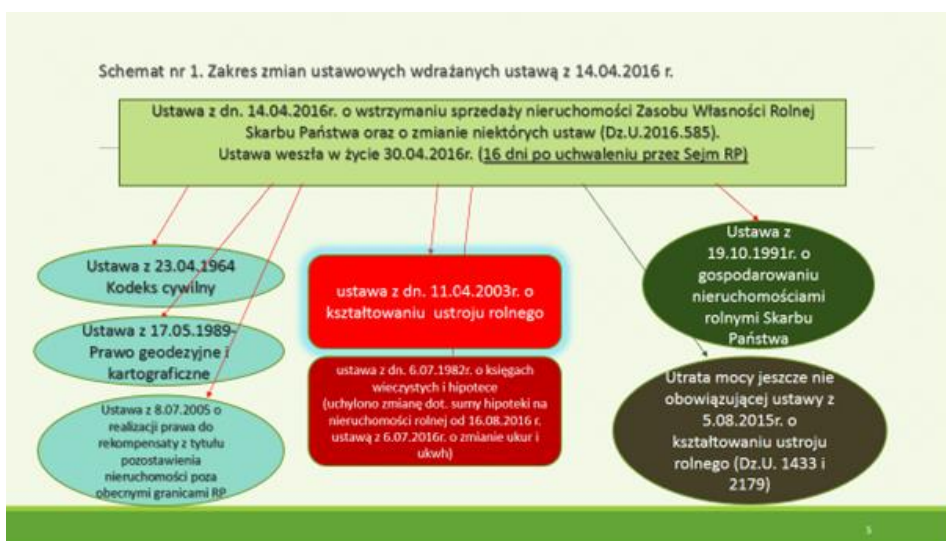 Schemat nr 1. Zakres zmian ustawowych wdrażanych ustawą z 14.04.2016 r.
Ustawa z dn. 14.04.2016r. o wstrzymaniu sprzedaży nieruchomości Zasobu Własności Rolnej
Skarbu Państwa oraz o zmianie niektórych ustaw (Dz.U.2016.585).
Ustawa weszła w życie 30.04.2016r. (16 dni po uchwaleniu przez Sejm RP)
Ustawa z 23.04.1964
Kodeks cywilny
Ustawa z 17.05.1989-
Prawo geodezyjne i
kartograficzne
Ustawa z 8.07.2005 o
realizacji prawa do
rekompensaty z tytułu
pozostawienia
nieruchomości poza
obecnymi granicami RP
ustawa z dn. 11.04.2003r. o
kształtowaniu ustroju rolnego
ustawa z dn. 6.07.1982r. o księgach
wieczystych i hipotece
(uchylono zmianę dot. sumy hipoteki na
nieruchomości rolnej od 16.08.2016 r.
ustawą z 6.07.2016r. o zmianie ukur i
ukwh)
Ustawa z
19.10.1991r. o
gospodarowaniu
nieruchomościami
rolnymi Skarbu
Państwa
Utrata mocy jeszcze nie
obowiązującej ustawy z
5.08.2015r. o
kształtowaniu ustroju
rolnego (Dz.U. 1433 i
2179)
5